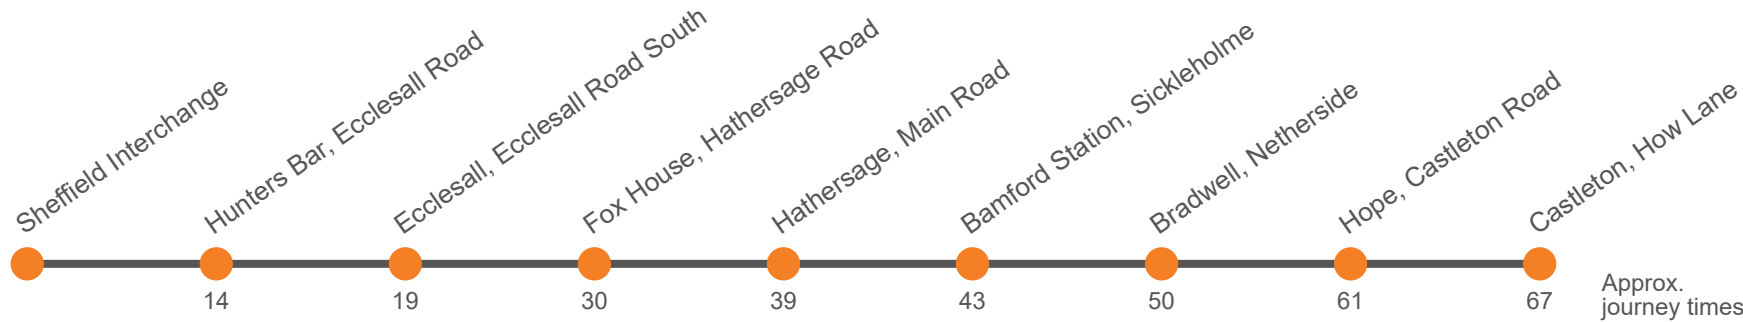 Sheffield Interchange
Hunters Bar, Ecclesall Road
Ecclesall, Ecclesall Road South
Fox House, Hathersage Road
Hathersage, Main Road
Bamford Station, Sickleholme
Bradwell, Netherside
Hope, Castleton Road
Castleton, How Lane
14
19
30
39
43
50
61
67
Approx.
journey times